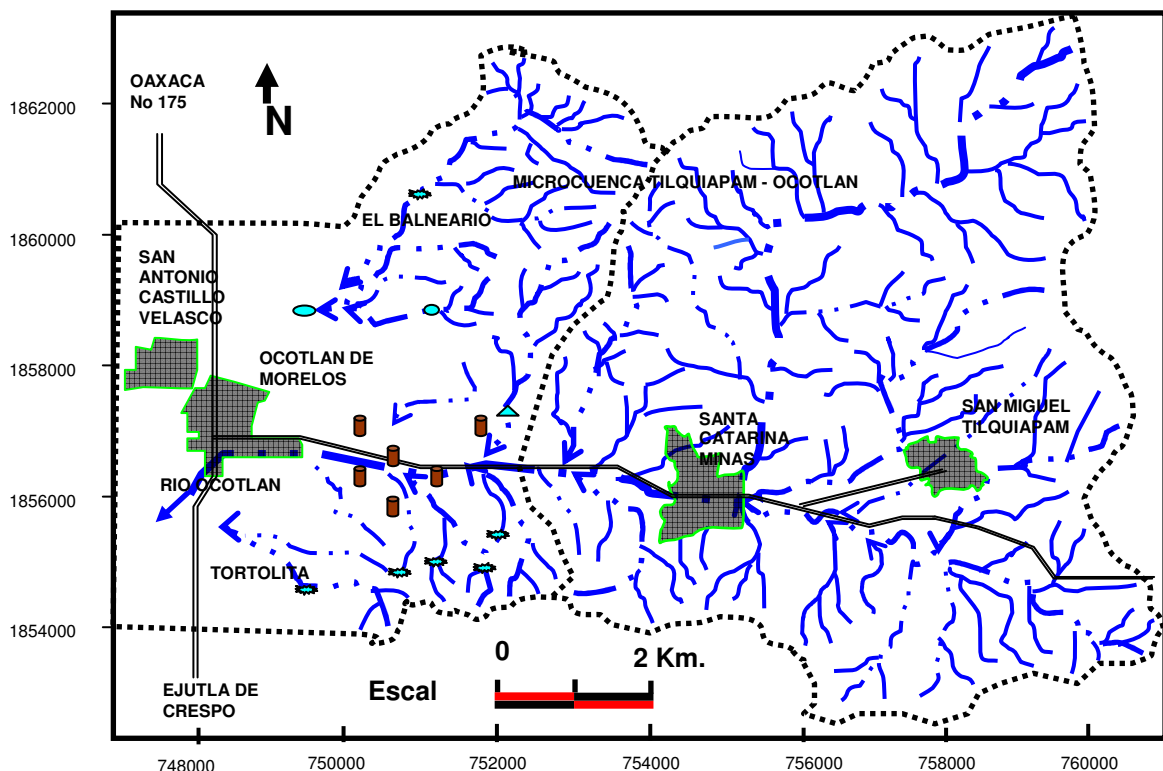 OAXACA
No 175
N
1862000
MICROCUENCA TILQUIAPAM - OCOTLAN
EL BALNEARIO
1860000
SAN
ANTONIO
CASTILLO
VELASCO
1858000
OCOTLAN DE
MORELOS
SANTA
CATARINA
MINAS
SAN MIGUEL
TILQUIAPAM
1856000
RIO OCOTLAN
TORTOLITA
1854000
0
2 Km.
Escal
EJUTLA DE
CRESPO
748000
750000
752000
754000
756000
758000
760000